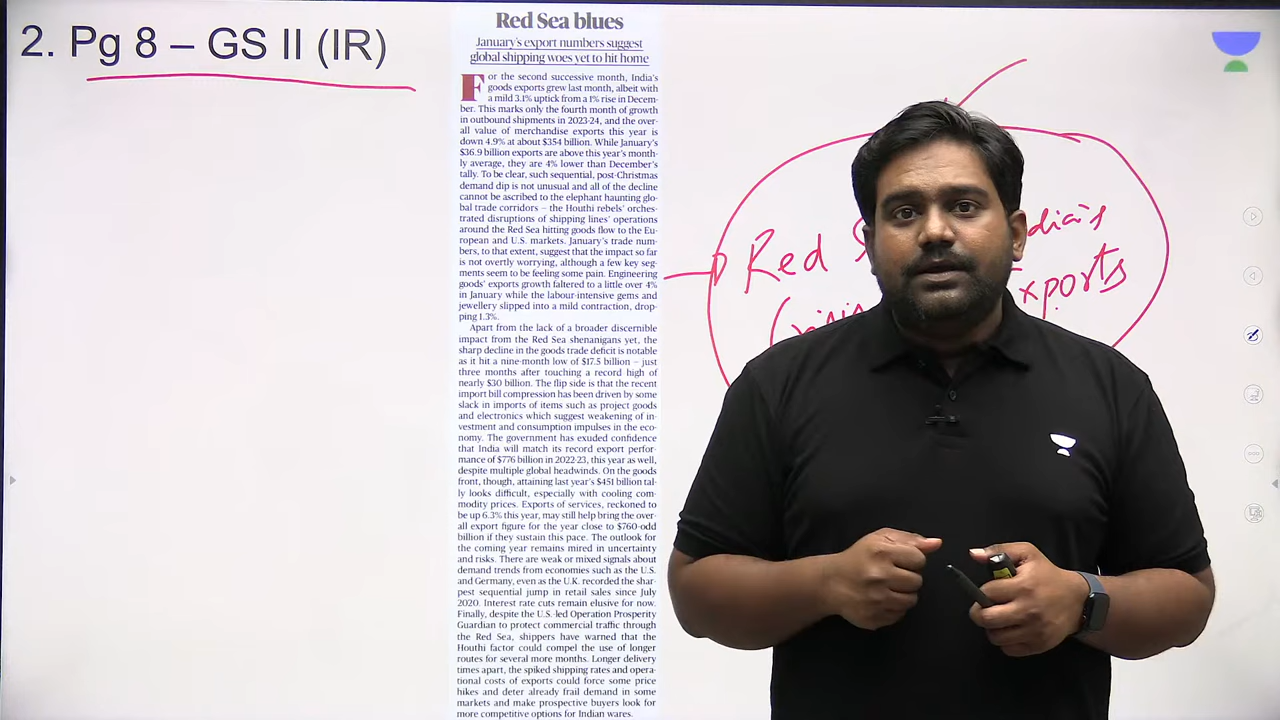 2. Pg 8 – GS II (IR)
Red Sea blues
January's export numbers suggest
global shipping woes yet to hit home
For the second successive month, India's
goods exports grew last month, albeit with
a mild 3.1% uptick from a 1% rise in Decem-
ber. This marks only the fourth month of growth
in outbound shipments in 2023-24, and the over-
all value of merchandise exports this year is
down 4.9% at about $354 billion. While January's
$36.9 billion exports are above this year's month-
ly average, they are 4% lower than December's
tally. To be clear, such sequential, post-Christmas
demand dip is not unusual and all of the decline
cannot be ascribed to the elephant haunting glo-
bal trade corridors – the Houthi rebels' orches-
trated disruptions of shipping lines' operations
around the Red Sea hitting goods flow to the Eu-
ropean and U.S. markets. January's trade num-
bers, to that extent, suggest that the impact so far
is not overtly worrying, although a few key seg-
ments seem to be feeling some pain. Engineering
goods' exports growth faltered to a little over 4%
in January while the labour-intensive gems and
jewellery slipped into a mild contraction, drop-
ping 1.3%.
Apart from the lack of a broader discernible
impact from the Red Sea shenanigans yet, the
sharp decline in the goods trade deficit is notable
as it hit a nine-month low of $17.5 billion – just
three months after touching a record high of
nearly $30 billion. The flip side is that the recent
import bill compression has been driven by some
slack in imports of items such as project goods
and electronics which suggest weakening of in-
vestment and consumption impulses in the eco-
nomy. The government has exuded confidence
that India will match its record export perfor-
mance of $776 billion in 2022-23, this year as well,
despite multiple global headwinds. On the goods
front, though, attaining last year's $451 billion tal-
ly looks difficult, especially with cooling com-
modity prices. Exports of services, reckoned to
be up 6.3% this year, may still help bring the over-
all export figure for the year close to $760-odd
billion if they sustain this pace. The outlook for
the coming year remains mired in uncertainty
and risks. There are weak or mixed signals about
demand trends from economies such as the U.S.
and Germany, even as the U.K. recorded the shar-
pest sequential jump in retail sales since July
2020. Interest rate cuts remain elusive for now.
Finally, despite the U.S.-led Operation Prosperity
Guardian to protect commercial traffic through
the Red Sea, shippers have warned that the
Houthi factor could compel the use of longer
routes for several more months. Longer delivery
times apart, the spiked shipping rates and opera-
tional costs of exports could force some price
hikes and deter already frail demand in some
markets and make prospective buyers look for
more competitive options for Indian wares.
Red